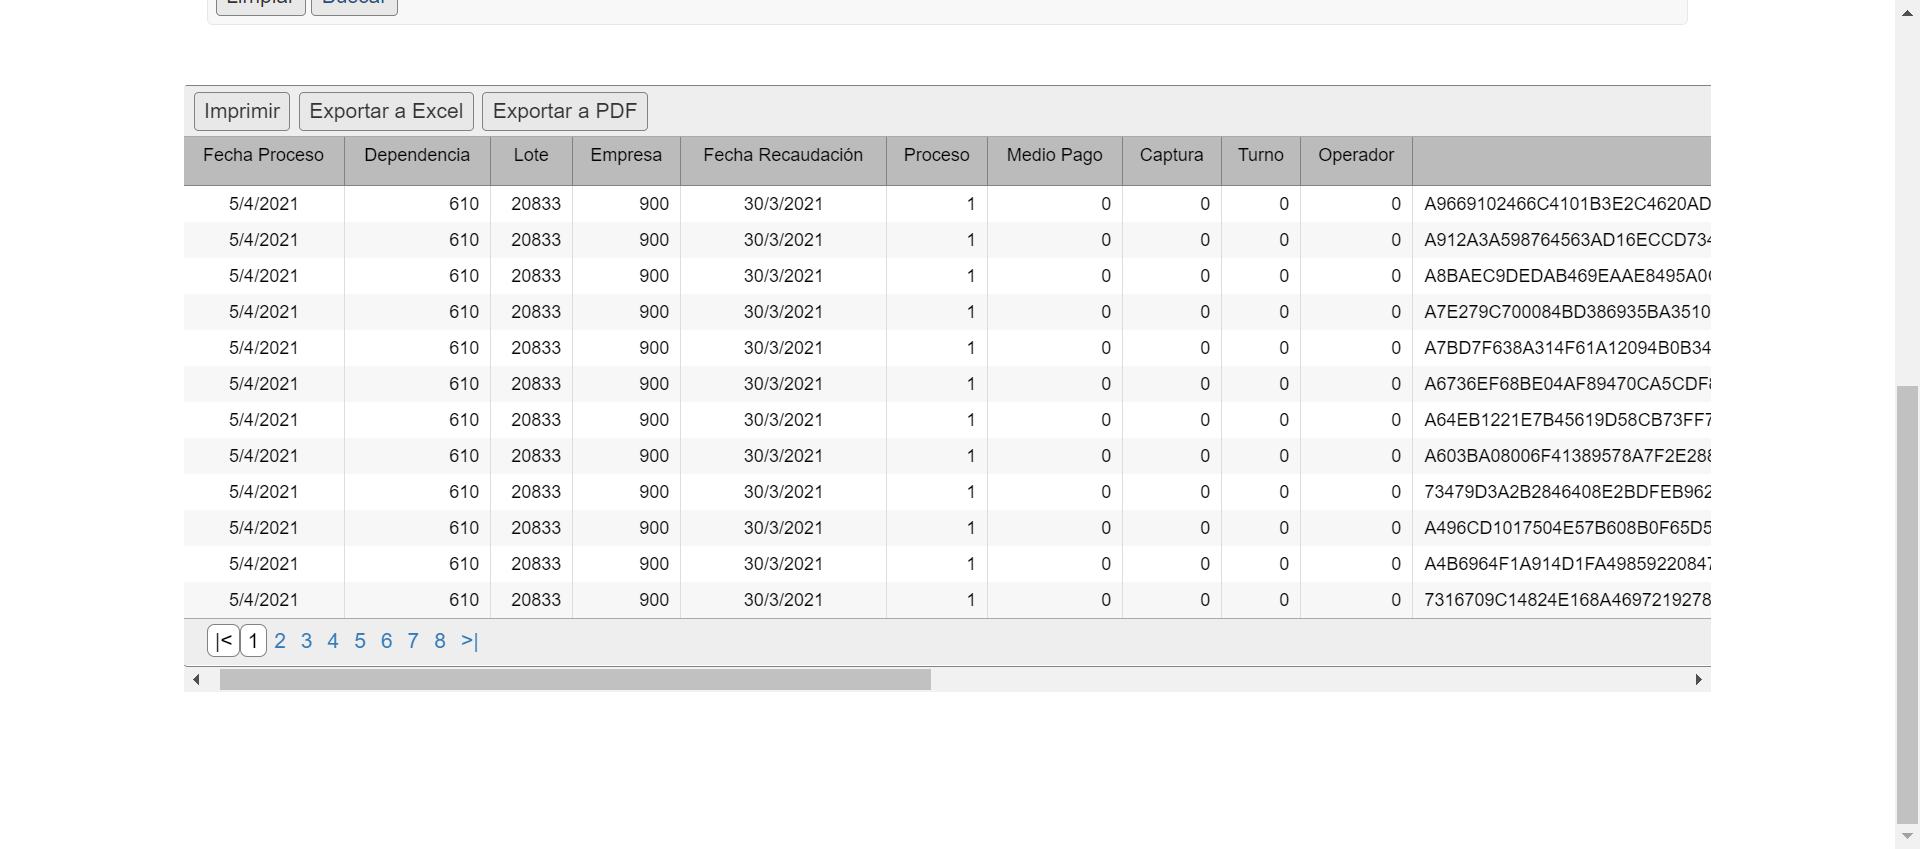 Limpiar Buscar
Imprimir Exportar a Excel Exportar a PDF
Fecha Proceso Dependencia Lote Empresa Fecha Recaudación Proceso Medio Pago Captura Turno Operador
5/4/2021 610 20833 900 30/3/2021 1 0 0 0 0 A9669102466C4101B3E2C4620AD
5/4/2021 610 20833 900 30/3/2021 1 0 0 0 0 A912A3A598764563AD16ECCD734
5/4/2021 610 20833 900 30/3/2021 1 0 0 0 0 A8BAEC9DEDAB469EAAE8495A0
5/4/2021 610 20833 900 30/3/2021 1 0 0 0 0 A7E279C700084BD386935BA3510
5/4/2021 610 20833 900 30/3/2021 1 0 0 0 0 A7BD7F638A314F61A12094B0B34
5/4/2021 610 20833 900 30/3/2021 1 0 0 0 0 A6736EF68BE04AF89470CA5CDF8
5/4/2021 610 20833 900 30/3/2021 1 0 0 0 0 A64EB1221E7B45619D58CB73FF7
5/4/2021 610 20833 900 30/3/2021 1 0 0 0 0 A603BA08006F41389578A7F2E288
5/4/2021 610 20833 900 30/3/2021 1 0 0 0 0 73479D3A2B2846408E2BDFEB962
5/4/2021 610 20833 900 30/3/2021 1 0 0 0 0 A496CD1017504E57B608B0F65D5
5/4/2021 610 20833 900 30/3/2021 1 0 0 0 0 A4B6964F1A914D1FA49859220847
5/4/2021 610 20833 900 30/3/2021 1 0 0 0 0 7316709C14824E168A4697219278
|< 1 2 3 4 5 6 7 8 >|